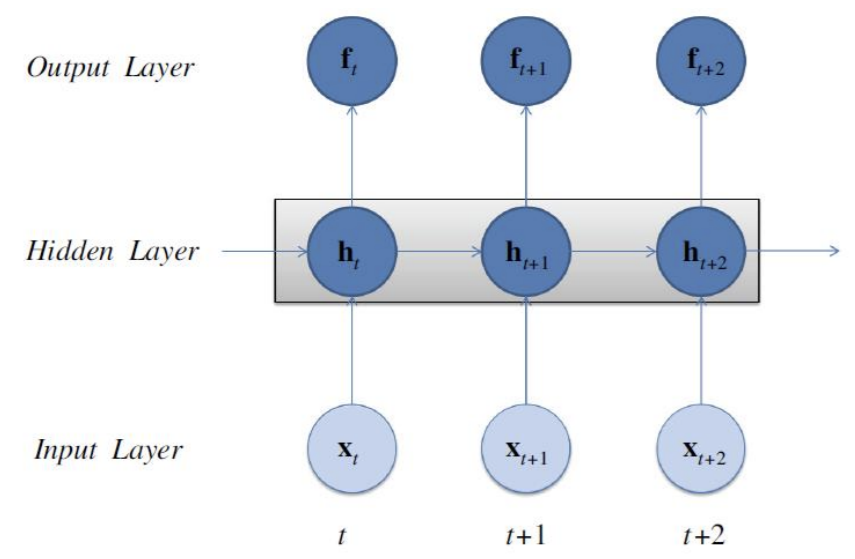 Output Layer f_t f_{t+1} f_{t+2}
Hidden Layer h_t h_{t+1} h_{t+2}
Input Layer x_t x_{t+1} x_{t+2}
t t+1 t+2